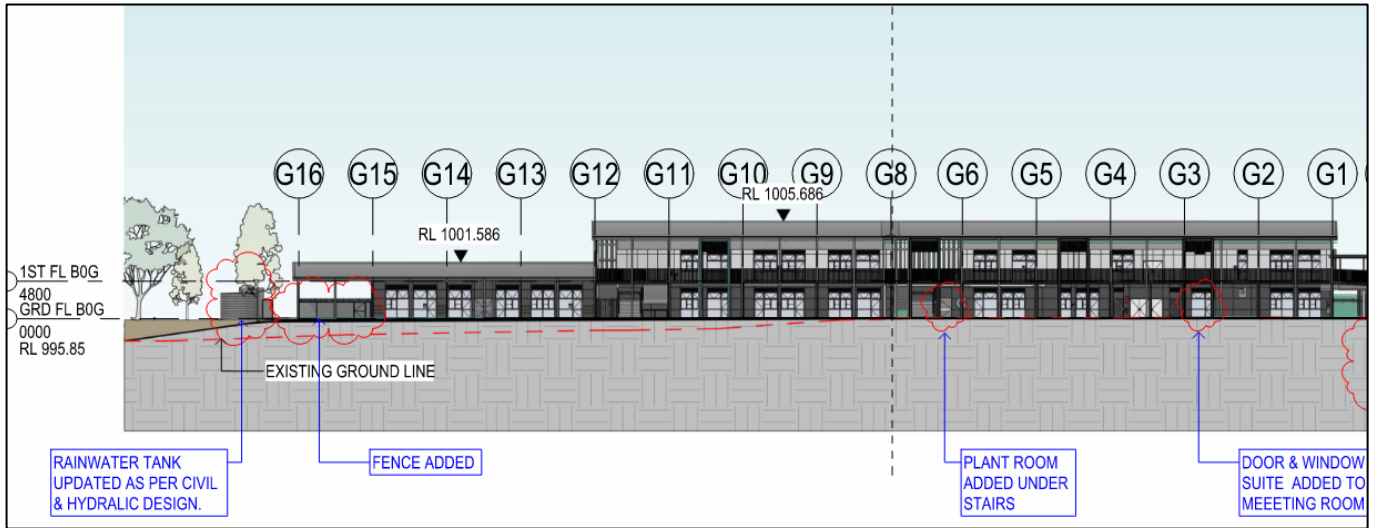 G16 G15 G14 G13 G12 G11 G10 G9 G8 G6 G5 G4 G3 G2 G1
RL 1005.686
RL 1001.586
1ST FL B0G
4800
GRD FL B0G
0000
RL 995.85
EXISTING GROUND LINE
RAINWATER TANK
UPDATED AS PER CIVIL
& HYDRALIC DESIGN.
FENCE ADDED
PLANT ROOM
ADDED UNDER
STAIRS
DOOR & WINDOW
SUITE ADDED TO
MEEETING ROOM